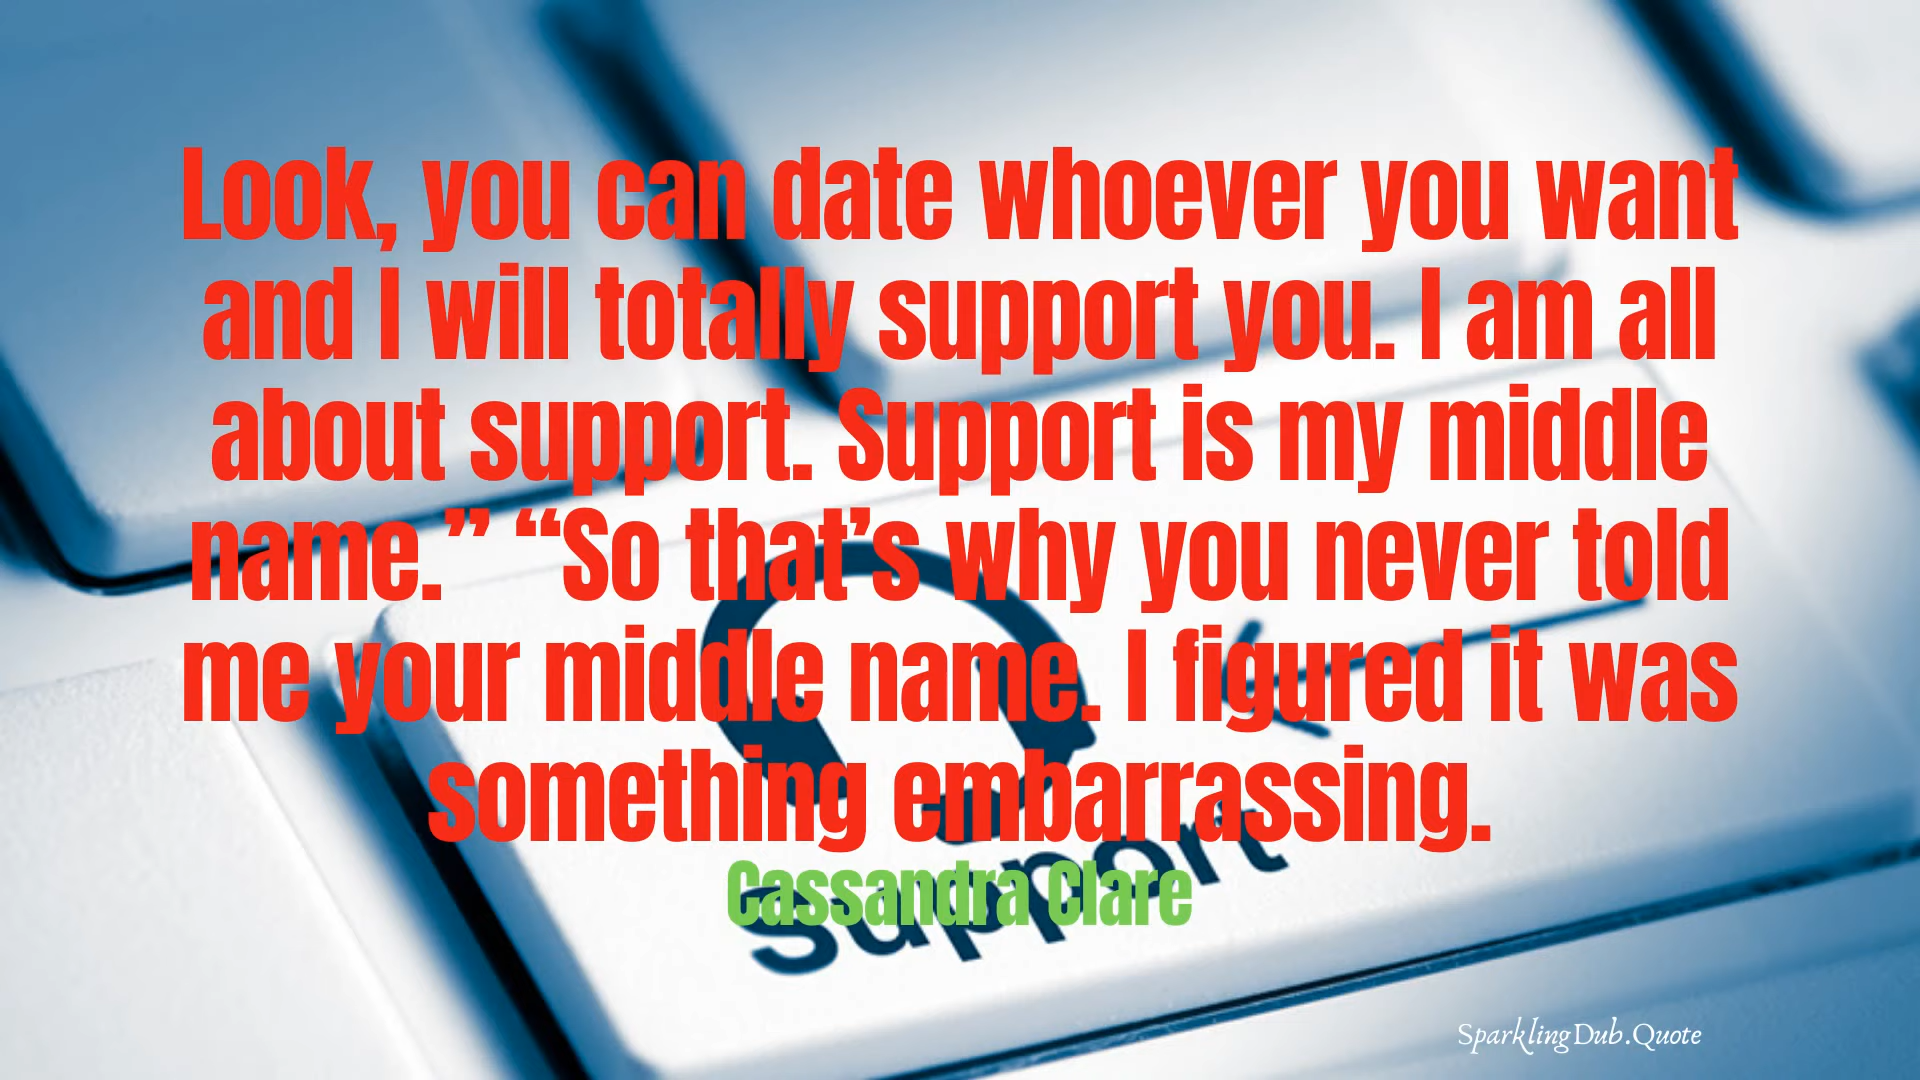 Look, you can date whoever you want
and I will totally support you. I am all
about support. Support is my middle
name.” “So that’s why you never told
me your middle name. I figured it was
something embarrassing.
Cassandra Clare
Support
SparklingDub.Quote